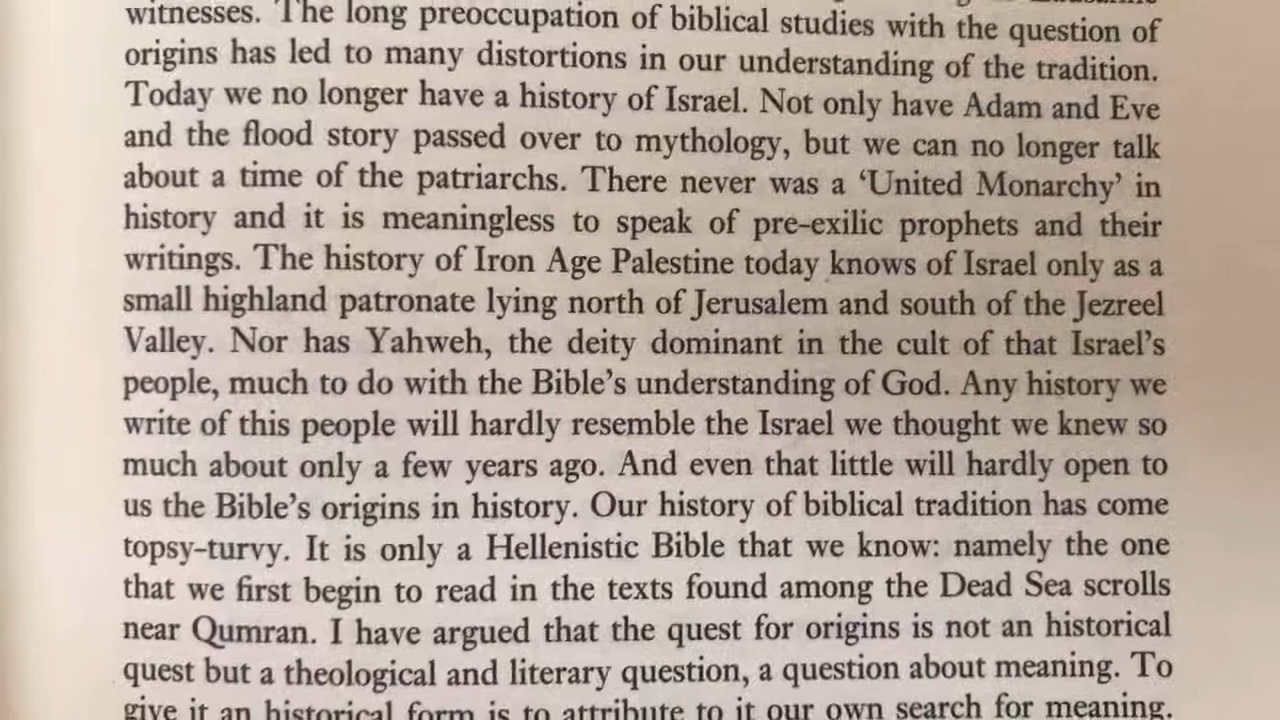 witnesses. The long preoccupation of biblical studies with the question of
origins has led to many distortions in our understanding of the tradition.
Today we no longer have a history of Israel. Not only have Adam and Eve
and the flood story passed over to mythology, but we can no longer talk
about a time of the patriarchs. There never was a ‘United Monarchy’ in
history and it is meaningless to speak of pre-exilic prophets and their
writings. The history of Iron Age Palestine today knows of Israel only as a
small highland patronate lying north of Jerusalem and south of the Jezreel
Valley. Nor has Yahweh, the deity dominant in the cult of that Israel’s
people, much to do with the Bible’s understanding of God. Any history we
write of this people will hardly resemble the Israel we thought we knew so
much about only a few years ago. And even that little will hardly open to
us the Bible’s origins in history. Our history of biblical tradition has come
topsy-turvy. It is only a Hellenistic Bible that we know: namely the one
that we first begin to read in the texts found among the Dead Sea scrolls
near Qumran. I have argued that the quest for origins is not an historical
quest but a theological and literary question, a question about meaning. To
give it an historical form is to attribute to it our own search for meaning.